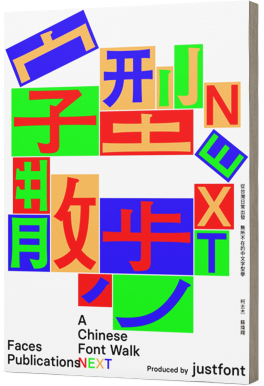 字型
散步
NEXT
從台灣日常出發　無所不在的中文字型學
柯志杰　蘇煒翔
Faces
Publications
A
Chinese
Font Walk
NEXT
Produced by justfont